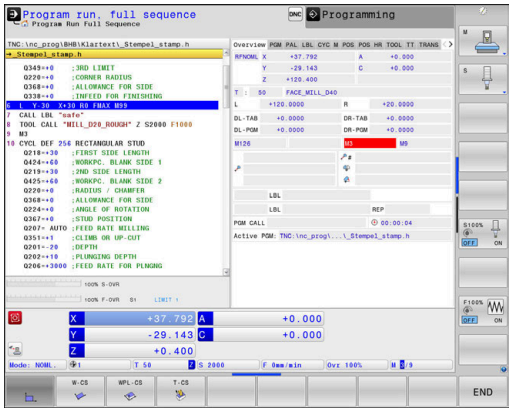 Program run, full sequence
Program Run Full Sequence
DNC Programming
TNC:\nc_prog\BHB\Klartext\_Stempel_stamp.h
→_Stempel_stamp.h
Q349=+0 ;3RD LIMIT
Q220=+0 ;CORNER RADIUS
Q368=+0 ;ALLOWANCE FOR SIDE
Q338=+0 ;INFEED FOR FINISHING
6 L Y-30 X+30 R0 FMAX M99
7 CALL LBL "safe"
8 TOOL CALL "MILL_D20_ROUGH" Z S2000 F1000
9 M3
10 CYCL DEF 256 RECTANGULAR STUD
Q218=+30 ;FIRST SIDE LENGTH
Q424=+60 ;WORKPC. BLANK SIDE 1
Q219=+30 ;2ND SIDE LENGTH
Q425=+60 ;WORKPC. BLANK SIDE 2
Q220=+0 ;RADIUS / CHAMFER
Q368=+0 ;ALLOWANCE FOR SIDE
Q224=+0 ;ANGLE OF ROTATION
Q367=+0 ;STUD POSITION
Q207= AUTO ;FEED RATE MILLING
Q351=+1 ;CLIMB OR UP-CUT
Q201=-20 ;DEPTH
Q202=+10 ;PLUNGING DEPTH
Q206=+3000 ;FEED RATE FOR PLNGNG
100% S-OVR
100% F-OVR S1 LIMIT 1
Overview PGM PAL LBL CYC M POS POS HR TOOL TT TRANS
RFNOML X +37.792 A +0.000
Y -29.143 C +0.000
Z +120.400
T : 50 FACE_MILL_D40
L +120.0000 R +20.0000
DL-TAB +0.0000 DR-TAB +0.0000
DL-PGM +0.0000 DR-PGM +0.0000
M126 M3 M9
P P#
LBL
LBL REP
PGM CALL 00:00:04
Active PGM: TNC:\nc_prog\...\_Stempel_stamp.h
X +37.792 A +0.000
Y -29.143 C +0.000
Z +0.400
Mode: NOML. 1 T 50 Z S 2000 F 0mm/min Ovr 100% M 3/9
W-CS WPL-CS T-CS
END
M
S
S100%
OFF ON
F100%
OFF ON